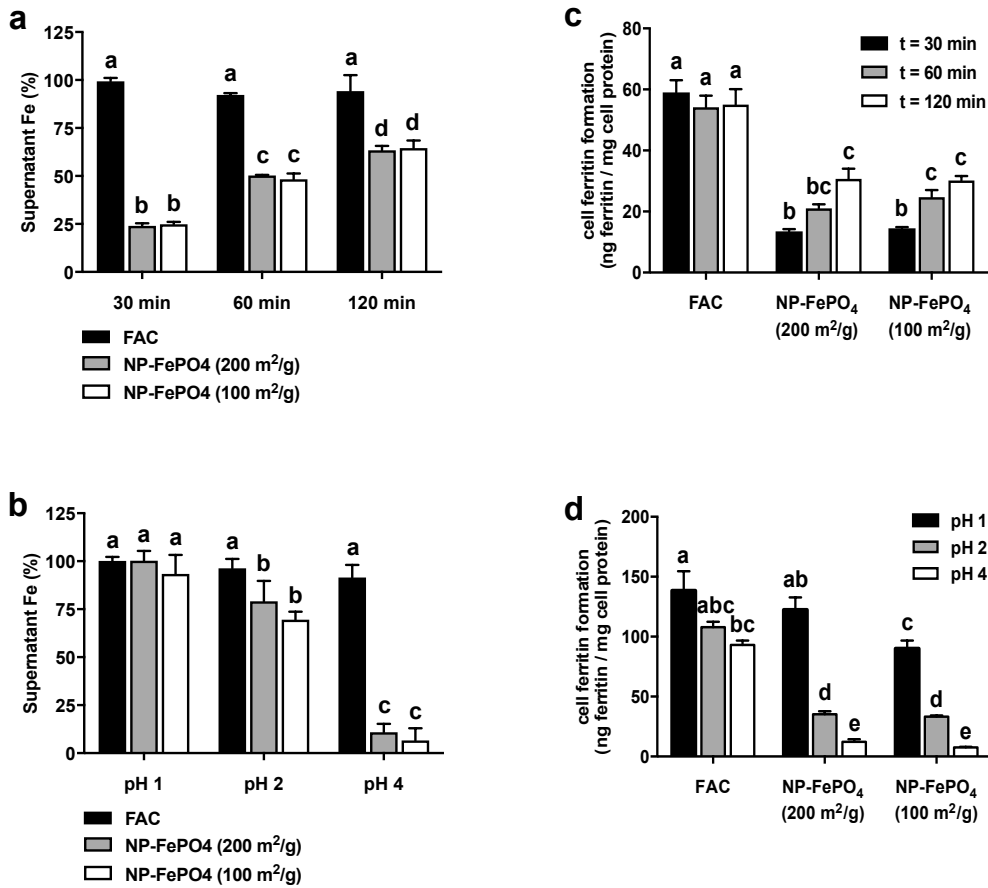 a
Supernatant Fe (%)
125
100
75
50
25
0
a
b
b
a
c
c
a
d
d
30 min
60 min
120 min
FAC
NP-FePO4 (200 m²/g)
NP-FePO4 (100 m²/g)
b
Supernatant Fe (%)
125
100
75
50
25
0
a
a
a
a
b
b
a
c
c
pH 1
pH 2
pH 4
FAC
NP-FePO4 (200 m²/g)
NP-FePO4 (100 m²/g)
c
cell ferritin formation
(ng ferritin / mg cell protein)
80
60
40
20
0
t = 30 min
t = 60 min
t = 120 min
a
a
a
b
bc
c
b
c
c
FAC
NP-FePO₄
(200 m²/g)
NP-FePO₄
(100 m²/g)
d
cell ferritin formation
(ng ferritin / mg cell protein)
200
150
100
50
0
pH 1
pH 2
pH 4
a
abc
bc
ab
d
e
c
d
e
FAC
NP-FePO₄
(200 m²/g)
NP-FePO₄
(100 m²/g)